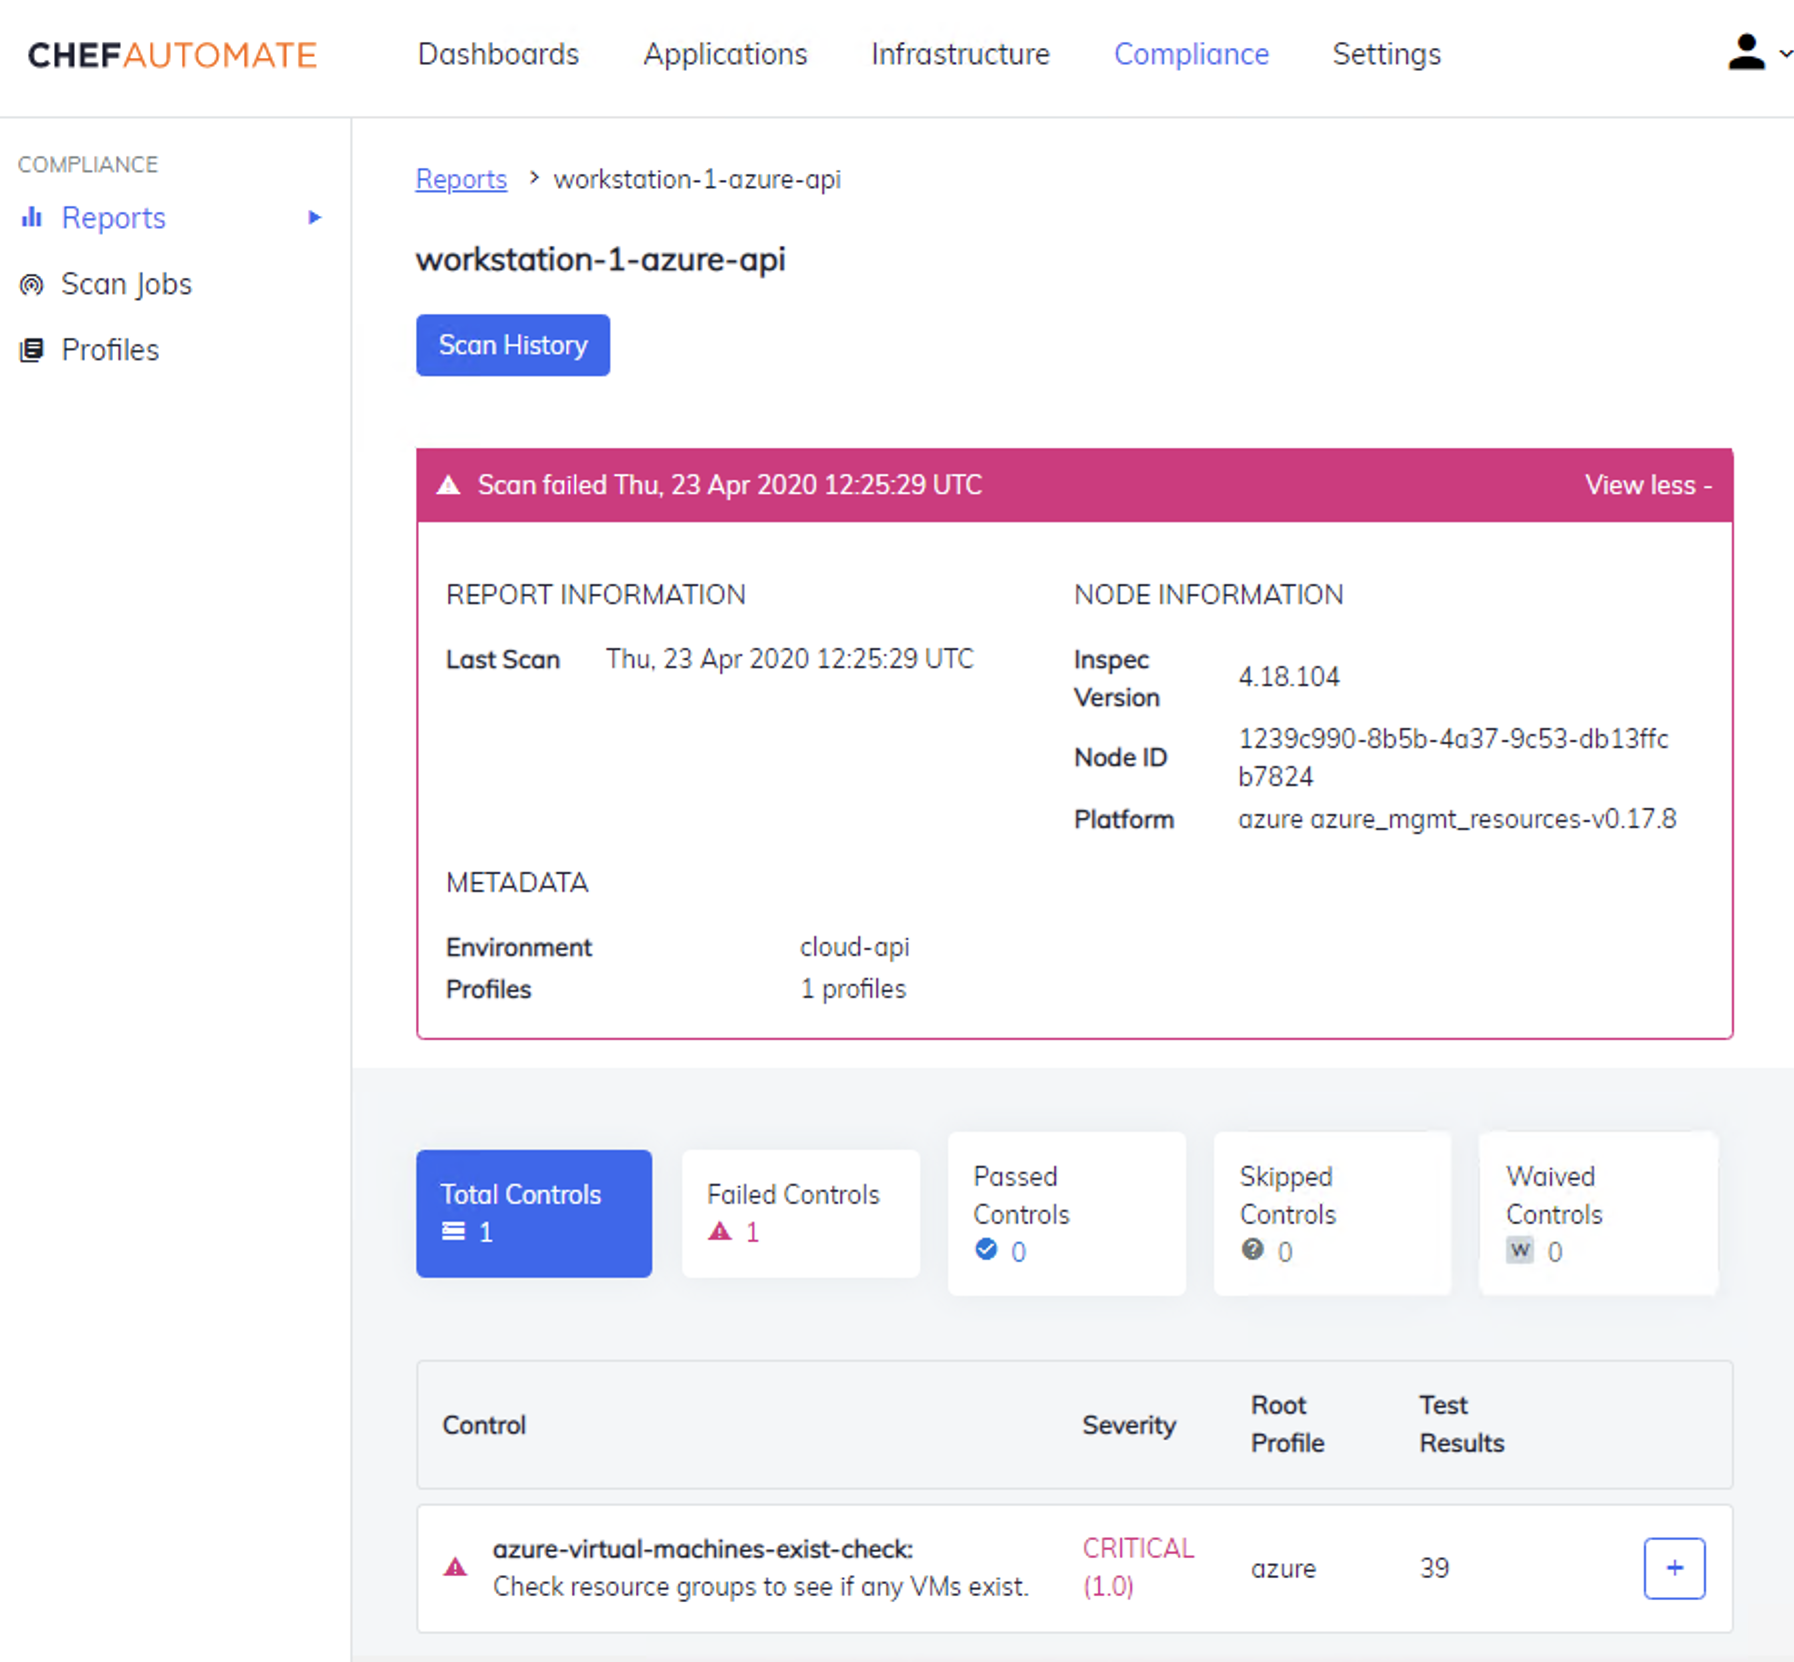 CHEFAUTOMATE
Dashboards
Applications
Infrastructure
Compliance
Settings
COMPLIANCE
Reports
Scan Jobs
Profiles
Reports > workstation-1-azure-api
workstation-1-azure-api
Scan History
Scan failed Thu, 23 Apr 2020 12:25:29 UTC
View less -
REPORT INFORMATION
Last Scan Thu, 23 Apr 2020 12:25:29 UTC
NODE INFORMATION
Inspec
Version
4.18.104
Node ID
1239c990-8b5b-4a37-9c53-db13ffc
b7824
Platform azure azure_mgmt_resources-v0.17.8
METADATA
Environment cloud-api
Profiles 1 profiles
Total Controls
1
Failed Controls
1
Passed
Controls
0
Skipped
Controls
? 0
Waived
Controls
W 0
Control
Severity
Root
Profile
Test
Results
azure-virtual-machines-exist-check:
Check resource groups to see if any VMs exist.
CRITICAL
(1.0)
azure
39
+